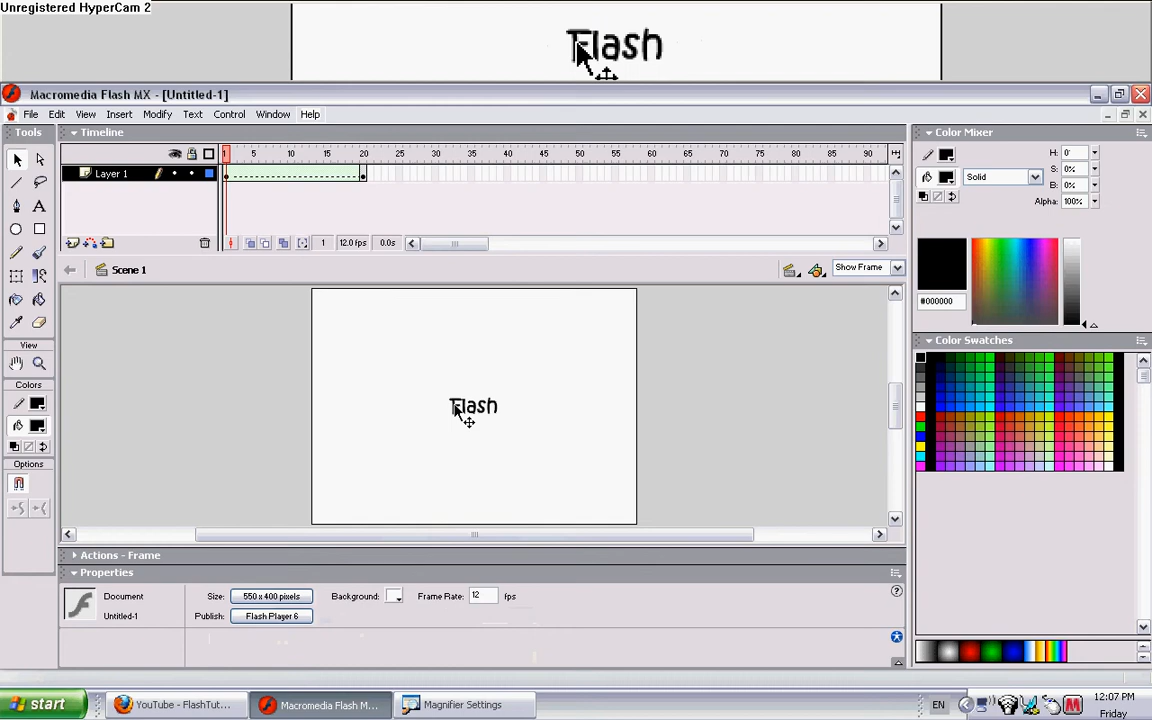 Unregistered HyperCam 2
Flash
Macromedia Flash MX - [Untitled-1]
File Edit View Insert Modify Text Control Window Help
Tools
Timeline
Color Mixer
1 5 10 15 20 25 30 35 40 45 50 55 60 65 70 75 80 85 90
H: 0°
Layer 1
Solid
S: 0%
B: 0%
Alpha: 100%
1 12.0 fps 0.0s
Scene 1
Show Frame
#000000
View
Color Swatches
Colors
Flash
Options
Actions - Frame
Properties
Document
Size: 550 x 400 pixels
Background:
Frame Rate: 12 fps
Untitled-1
Publish: Flash Player 6
start
YouTube - FlashTut...
Macromedia Flash M...
Magnifier Settings
EN
12:07 PM
Friday